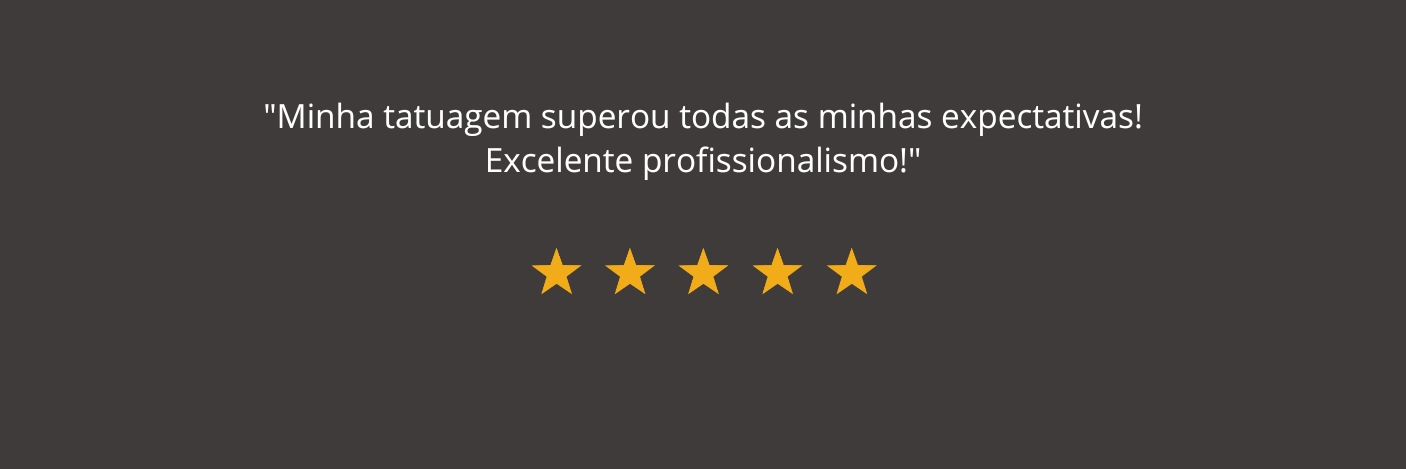 "Minha tatuagem superou todas as minhas expectativas!
Excelente profissionalismo!"